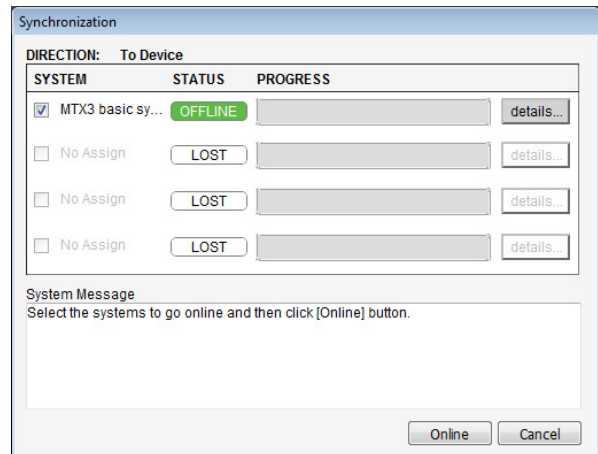 Synchronization
DIRECTION: To Device
SYSTEM STATUS PROGRESS
MTX3 basic sy... OFFLINE details...
No Assign LOST details...
No Assign LOST details...
No Assign LOST details...
System Message
Select the systems to go online and then click [Online] button.
Online Cancel